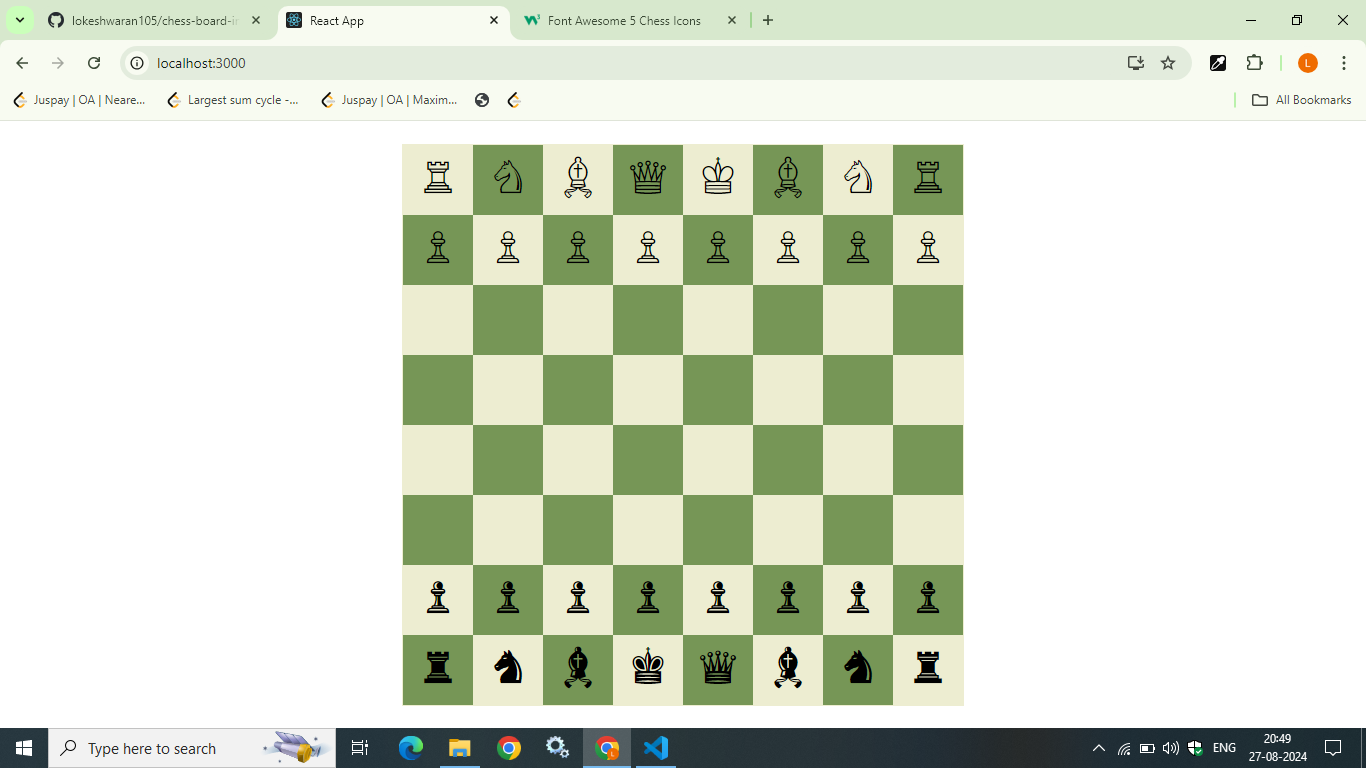 lokeshwaran105/chess-board-in
React App
Font Awesome 5 Chess Icons
localhost:3000
L
Juspay | OA | Neare...
Largest sum cycle -...
Juspay | OA | Maxim...
All Bookmarks
Type here to search
L
ENG
20:49
27-08-2024